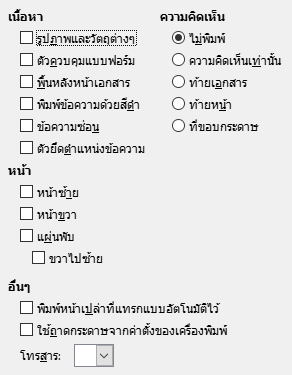 เนื้อหา
รูปภาพและวัตถุต่างๆ
ตัวควบคุมแบบฟอร์ม
พื้นหลังหน้าเอกสาร
พิมพ์ข้อความด้วยสีดำ
ข้อความซ่อน
ตัวยึดตำแหน่งข้อความ
ความคิดเห็น
ไม่พิมพ์
ความคิดเห็นเท่านั้น
ท้ายเอกสาร
ท้ายหน้า
ที่ขอบกระดาษ
หน้า
หน้าซ้าย
หน้าขวา
แผ่นพับ
ขวาไปซ้าย
อื่นๆ
พิมพ์หน้าเปล่าที่แทรกแบบอัตโนมัติไว้
ใช้ถาดกระดาษจากค่าตั้งของเครื่องพิมพ์
โทรสาร: